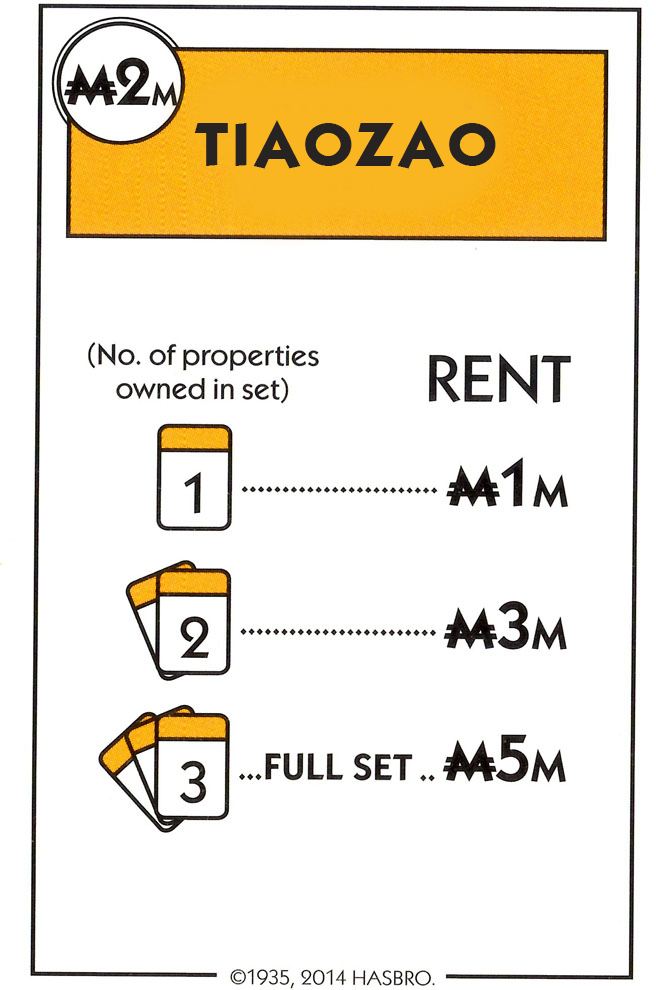 ₩2M
TIAOZAO
(No. of properties
owned in set)
RENT
1 ₩1M
2 ₩3M
3 ...FULL SET .. ₩5M
©1935, 2014 HASBRO.